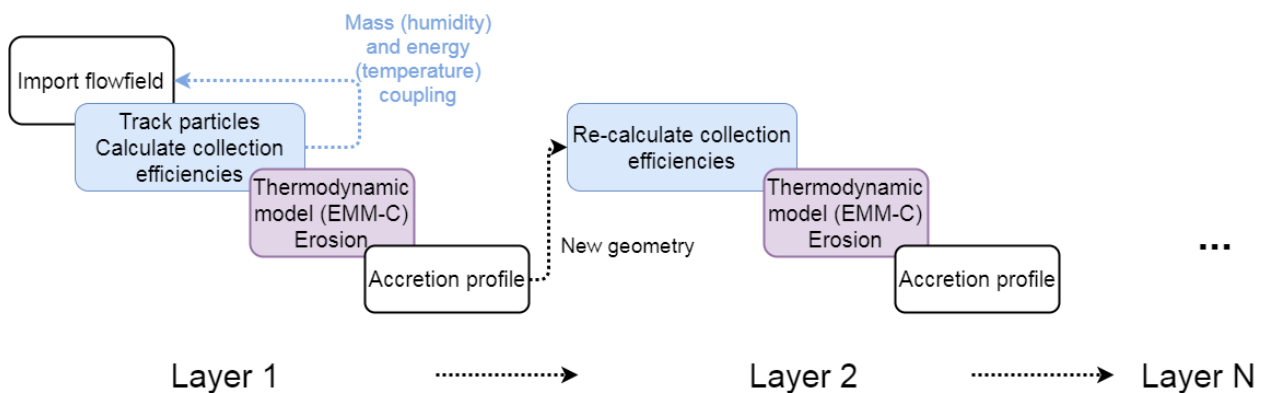 Mass (humidity)
and energy
(temperature)
coupling
Import flowfield
Track particles
Calculate collection
efficiencies
Thermodynamic
model (EMM-C)
Erosion
Accretion profile
New geometry
Re-calculate collection
efficiencies
Thermodynamic
model (EMM-C)
Erosion
Accretion profile
...
Layer 1
Layer 2
Layer N